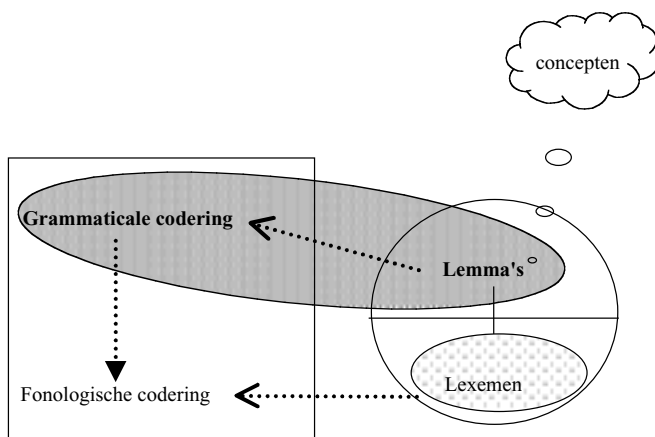 concepten
Grammaticale codering
Lemma's
Lexemen
Fonologische codering